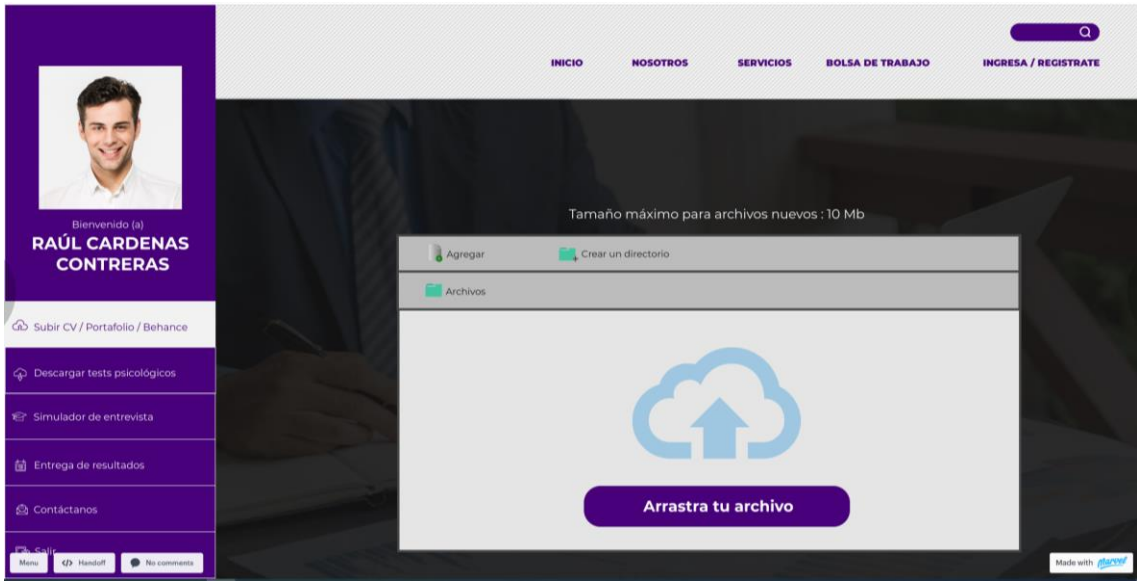 INICIO
NOSOTROS
SERVICIOS
BOLSA DE TRABAJO
INGRESA / REGISTRATE
Bienvenido (a)
RAÚL CARDENAS
CONTRERAS
Subir CV / Portafolio / Behance
Descargar tests psicológicos
Simulador de entrevista
Entrega de resultados
Contáctanos
Salir
Menu
Handoff
No comments
Tamaño máximo para archivos nuevos : 10 Mb
Agregar
Crear un directorio
Archivos
Arrastra tu archivo
Made with marvel